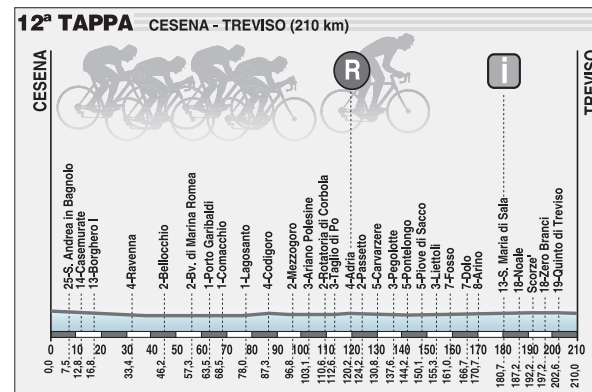 12ª TAPPA CESENA - TREVISO (210 km)
R
i
CESENA
TREVISO
25-S. Andrea in Bagnolo
14-Casemurate
13-Borghero I
4-Ravenna
2-Bellocchio
2-Bv. di Marina Romea
1-Porto Garibaldi
1-Comacchio
1-Lagosanto
4-Codigoro
2-Mezzogoro
3-Ariano Polesine
2-Rotatoria di Corbola
3-Taglio di Po
4-Adria
2-Passetto
5-Carvarzere
3-Pegolotte
5-Pontelongo
5-Piove di Sacco
3-Liettoli
7-Fosso
7-Dolo
8-Arino
13-S. Maria di Sala
18-Noale
Scorze'
18-Zero Branci
19-Quinto di Treviso
0 10 20 30 40 50 60 70 80 90 100 110 120 130 140 150 160 170 180 190 200 210
0,0
7,5
12,8
16,8
33,4
46,2
57,3
63,5
68,5
78,0
87,3
96,8
103,1
110,6
112,6
120,2
124,2
130,8
137,6
144,2
150,1
155,3
161,0
166,7
170,7
180,7
187,2
192,2
197,2
202,6
210,0